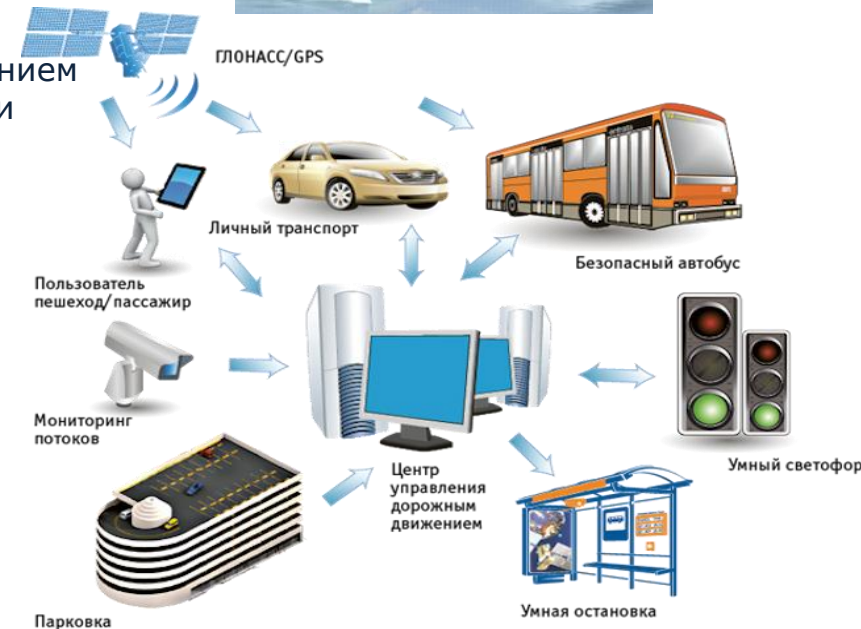 ГЛОНАСС/GPS
нием
и
Личный транспорт
Безопасный автобус
Пользователь
пешеход/пассажир
Мониторинг
потоков
Центр
управления
дорожным
движением
Умный светофор
Умная остановка
Парковка